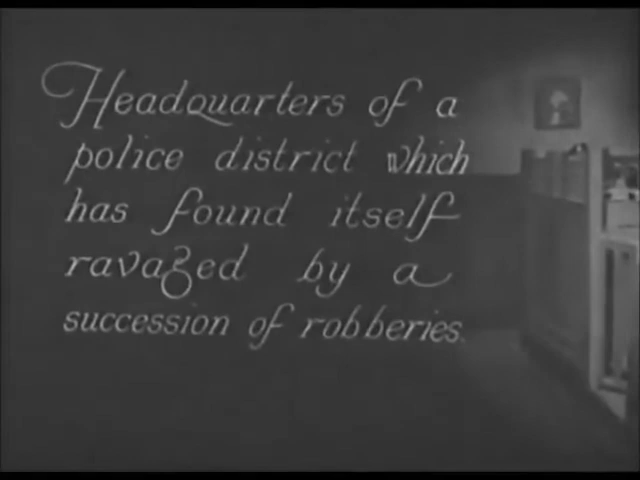 Headquarters of a
police district which
has found itself
ravaged by a
succession of robberies.